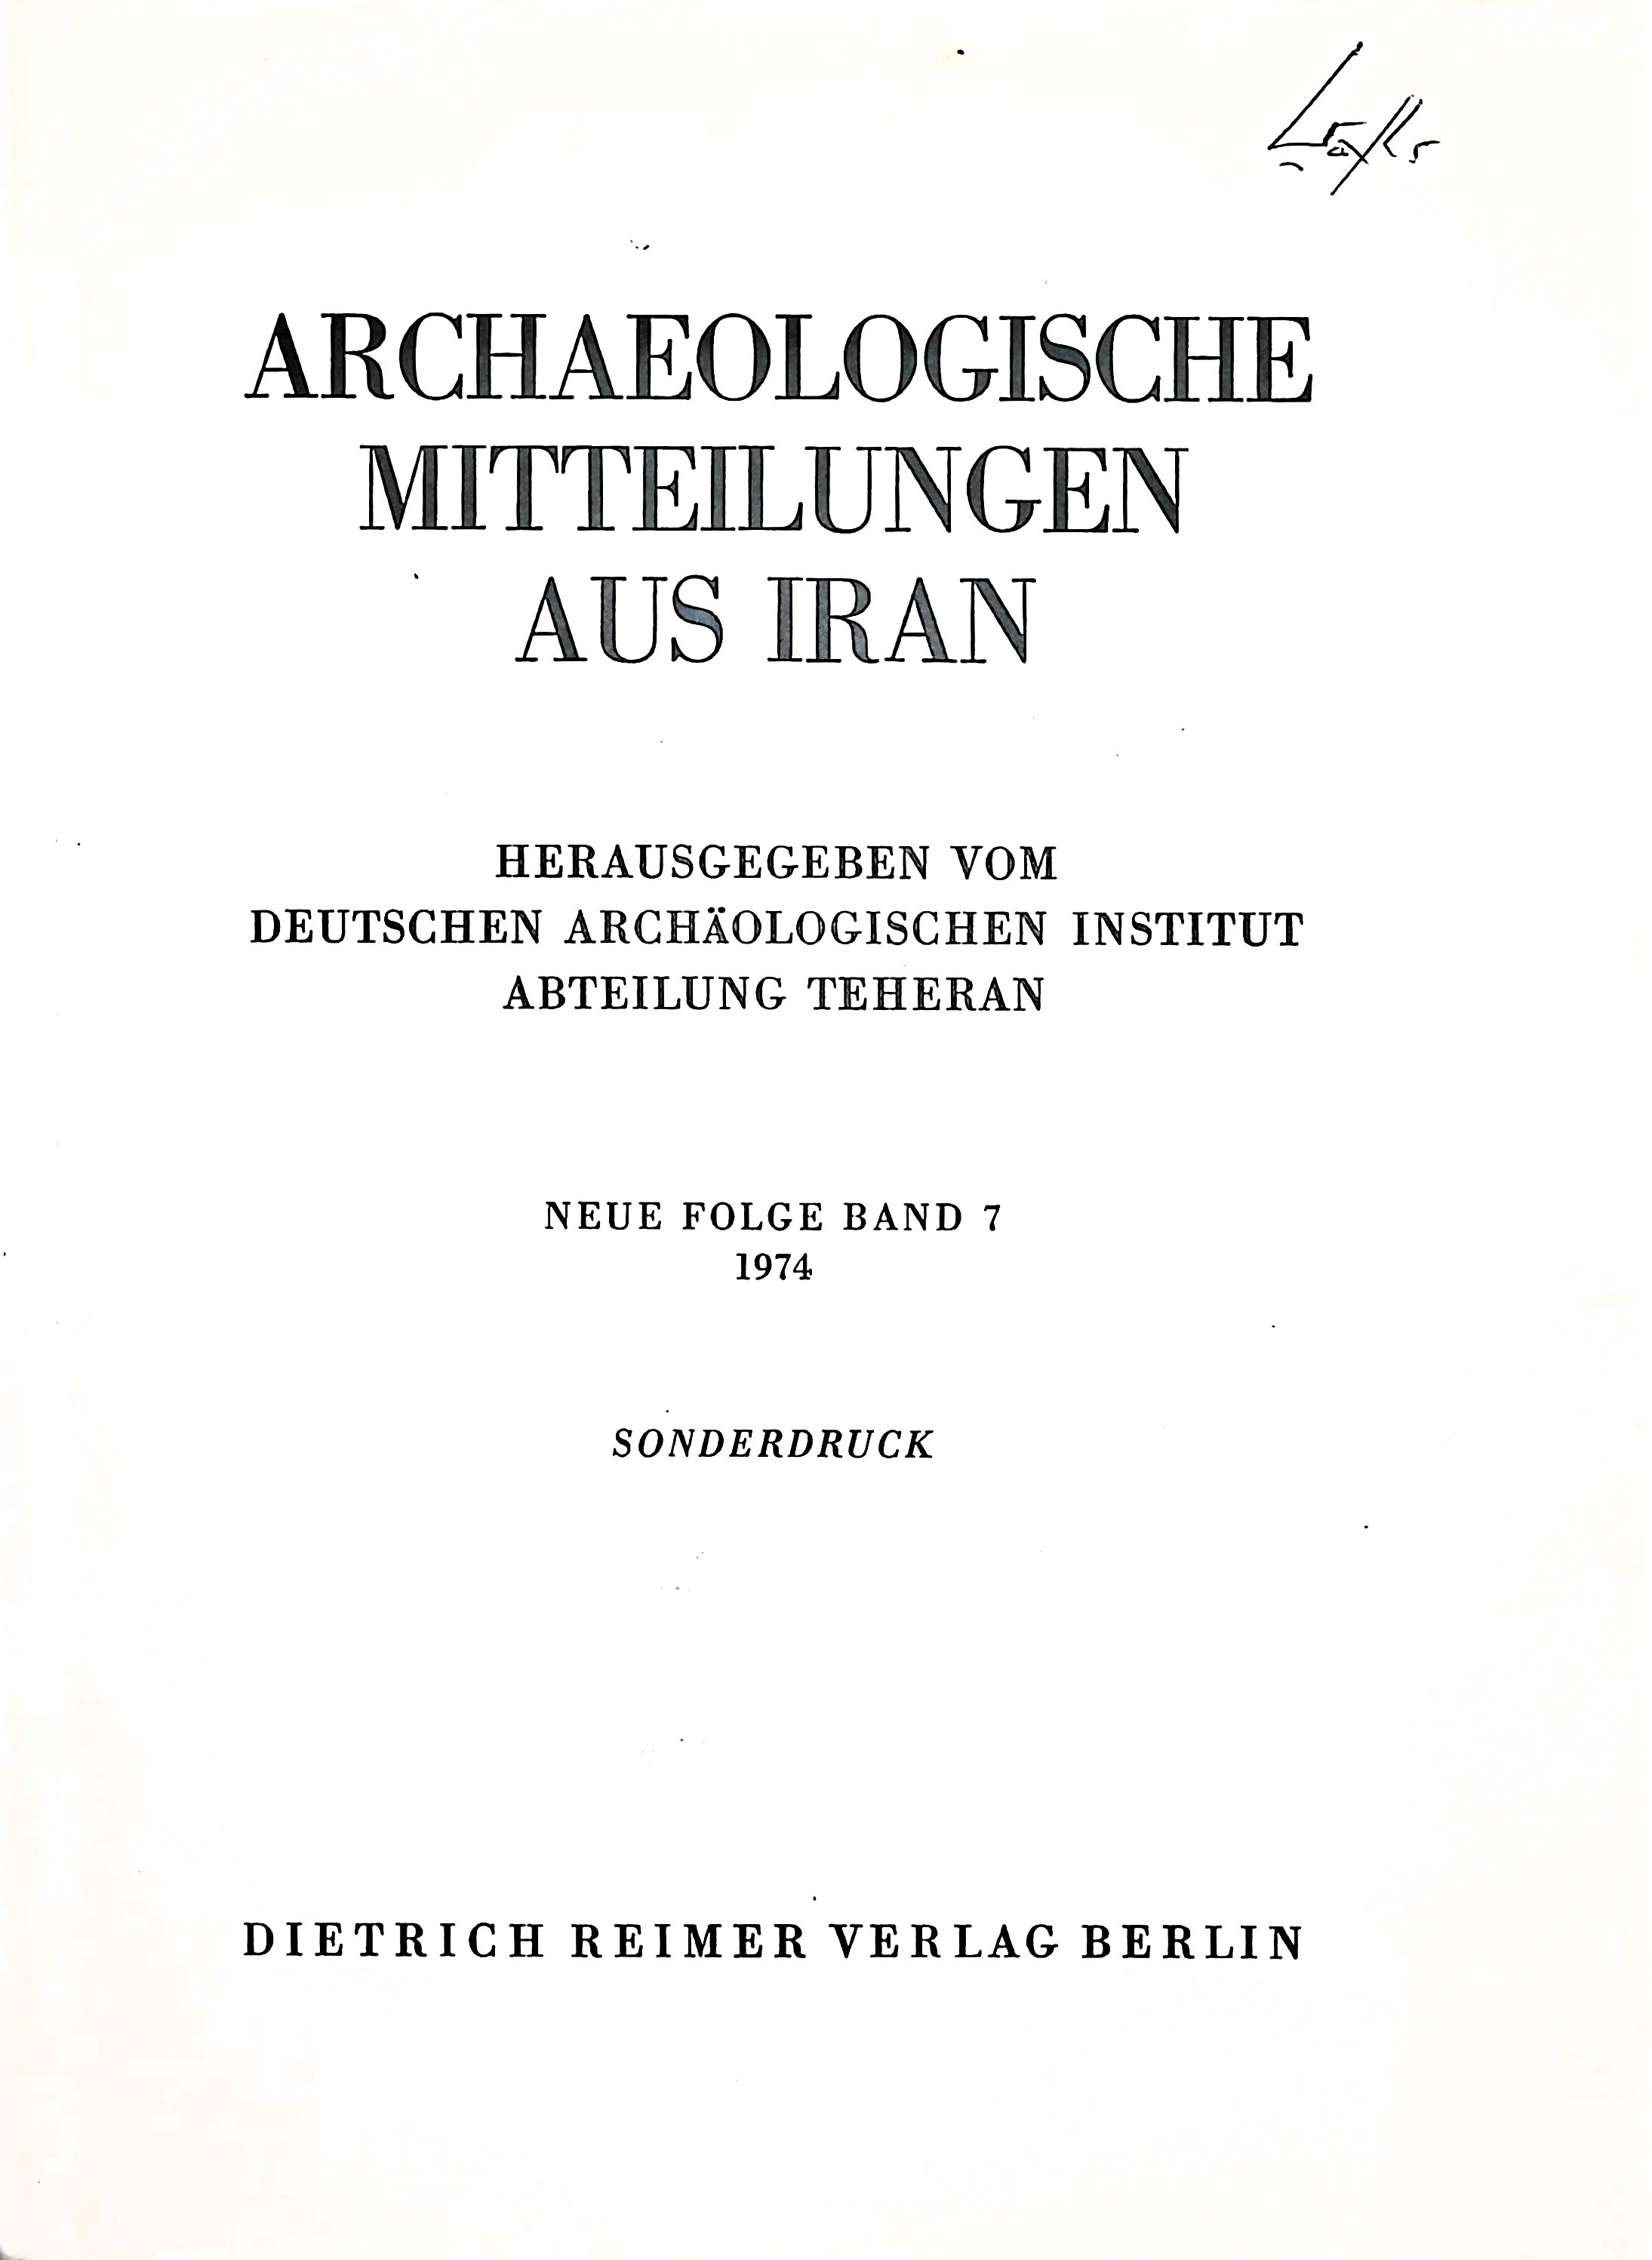 ARCHAEOLOGISCHE
MITTEILUNGEN
AUS IRAN
HERAUSGEGEBEN VOM
DEUTSCHEN ARCHÄOLOGISCHEN INSTITUT
ABTEILUNG TEHERAN
NEUE FOLGE BAND 7
1974
SONDERDRUCK
DIETRICH REIMER VERLAG BERLIN